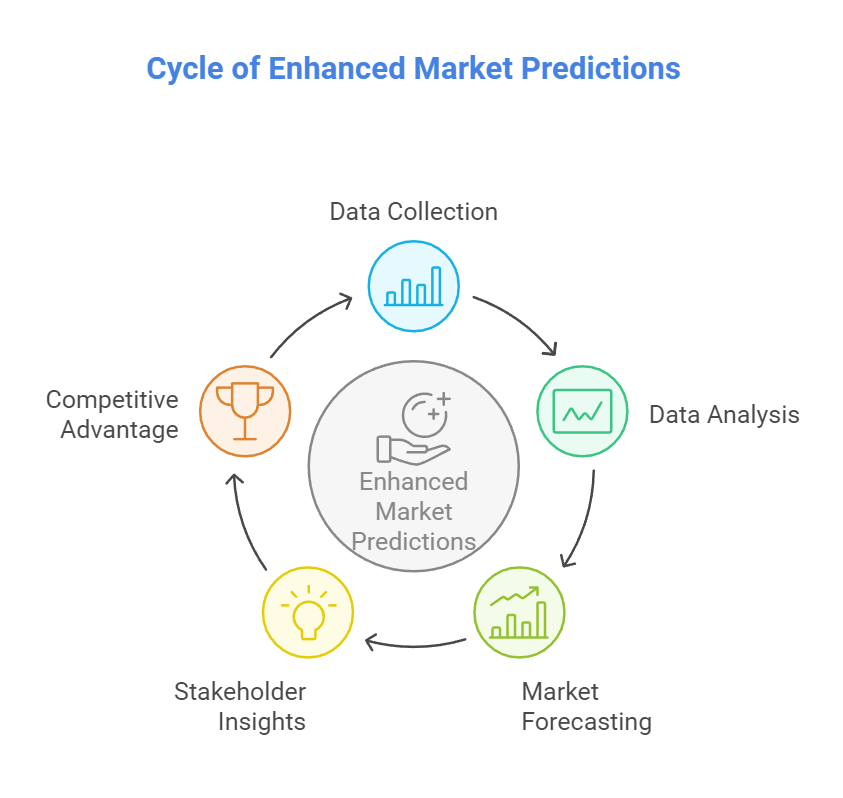 Cycle of Enhanced Market Predictions
Data Collection
Competitive
Advantage
Data Analysis
Enhanced
Market
Predictions
Stakeholder
Insights
Market
Forecasting